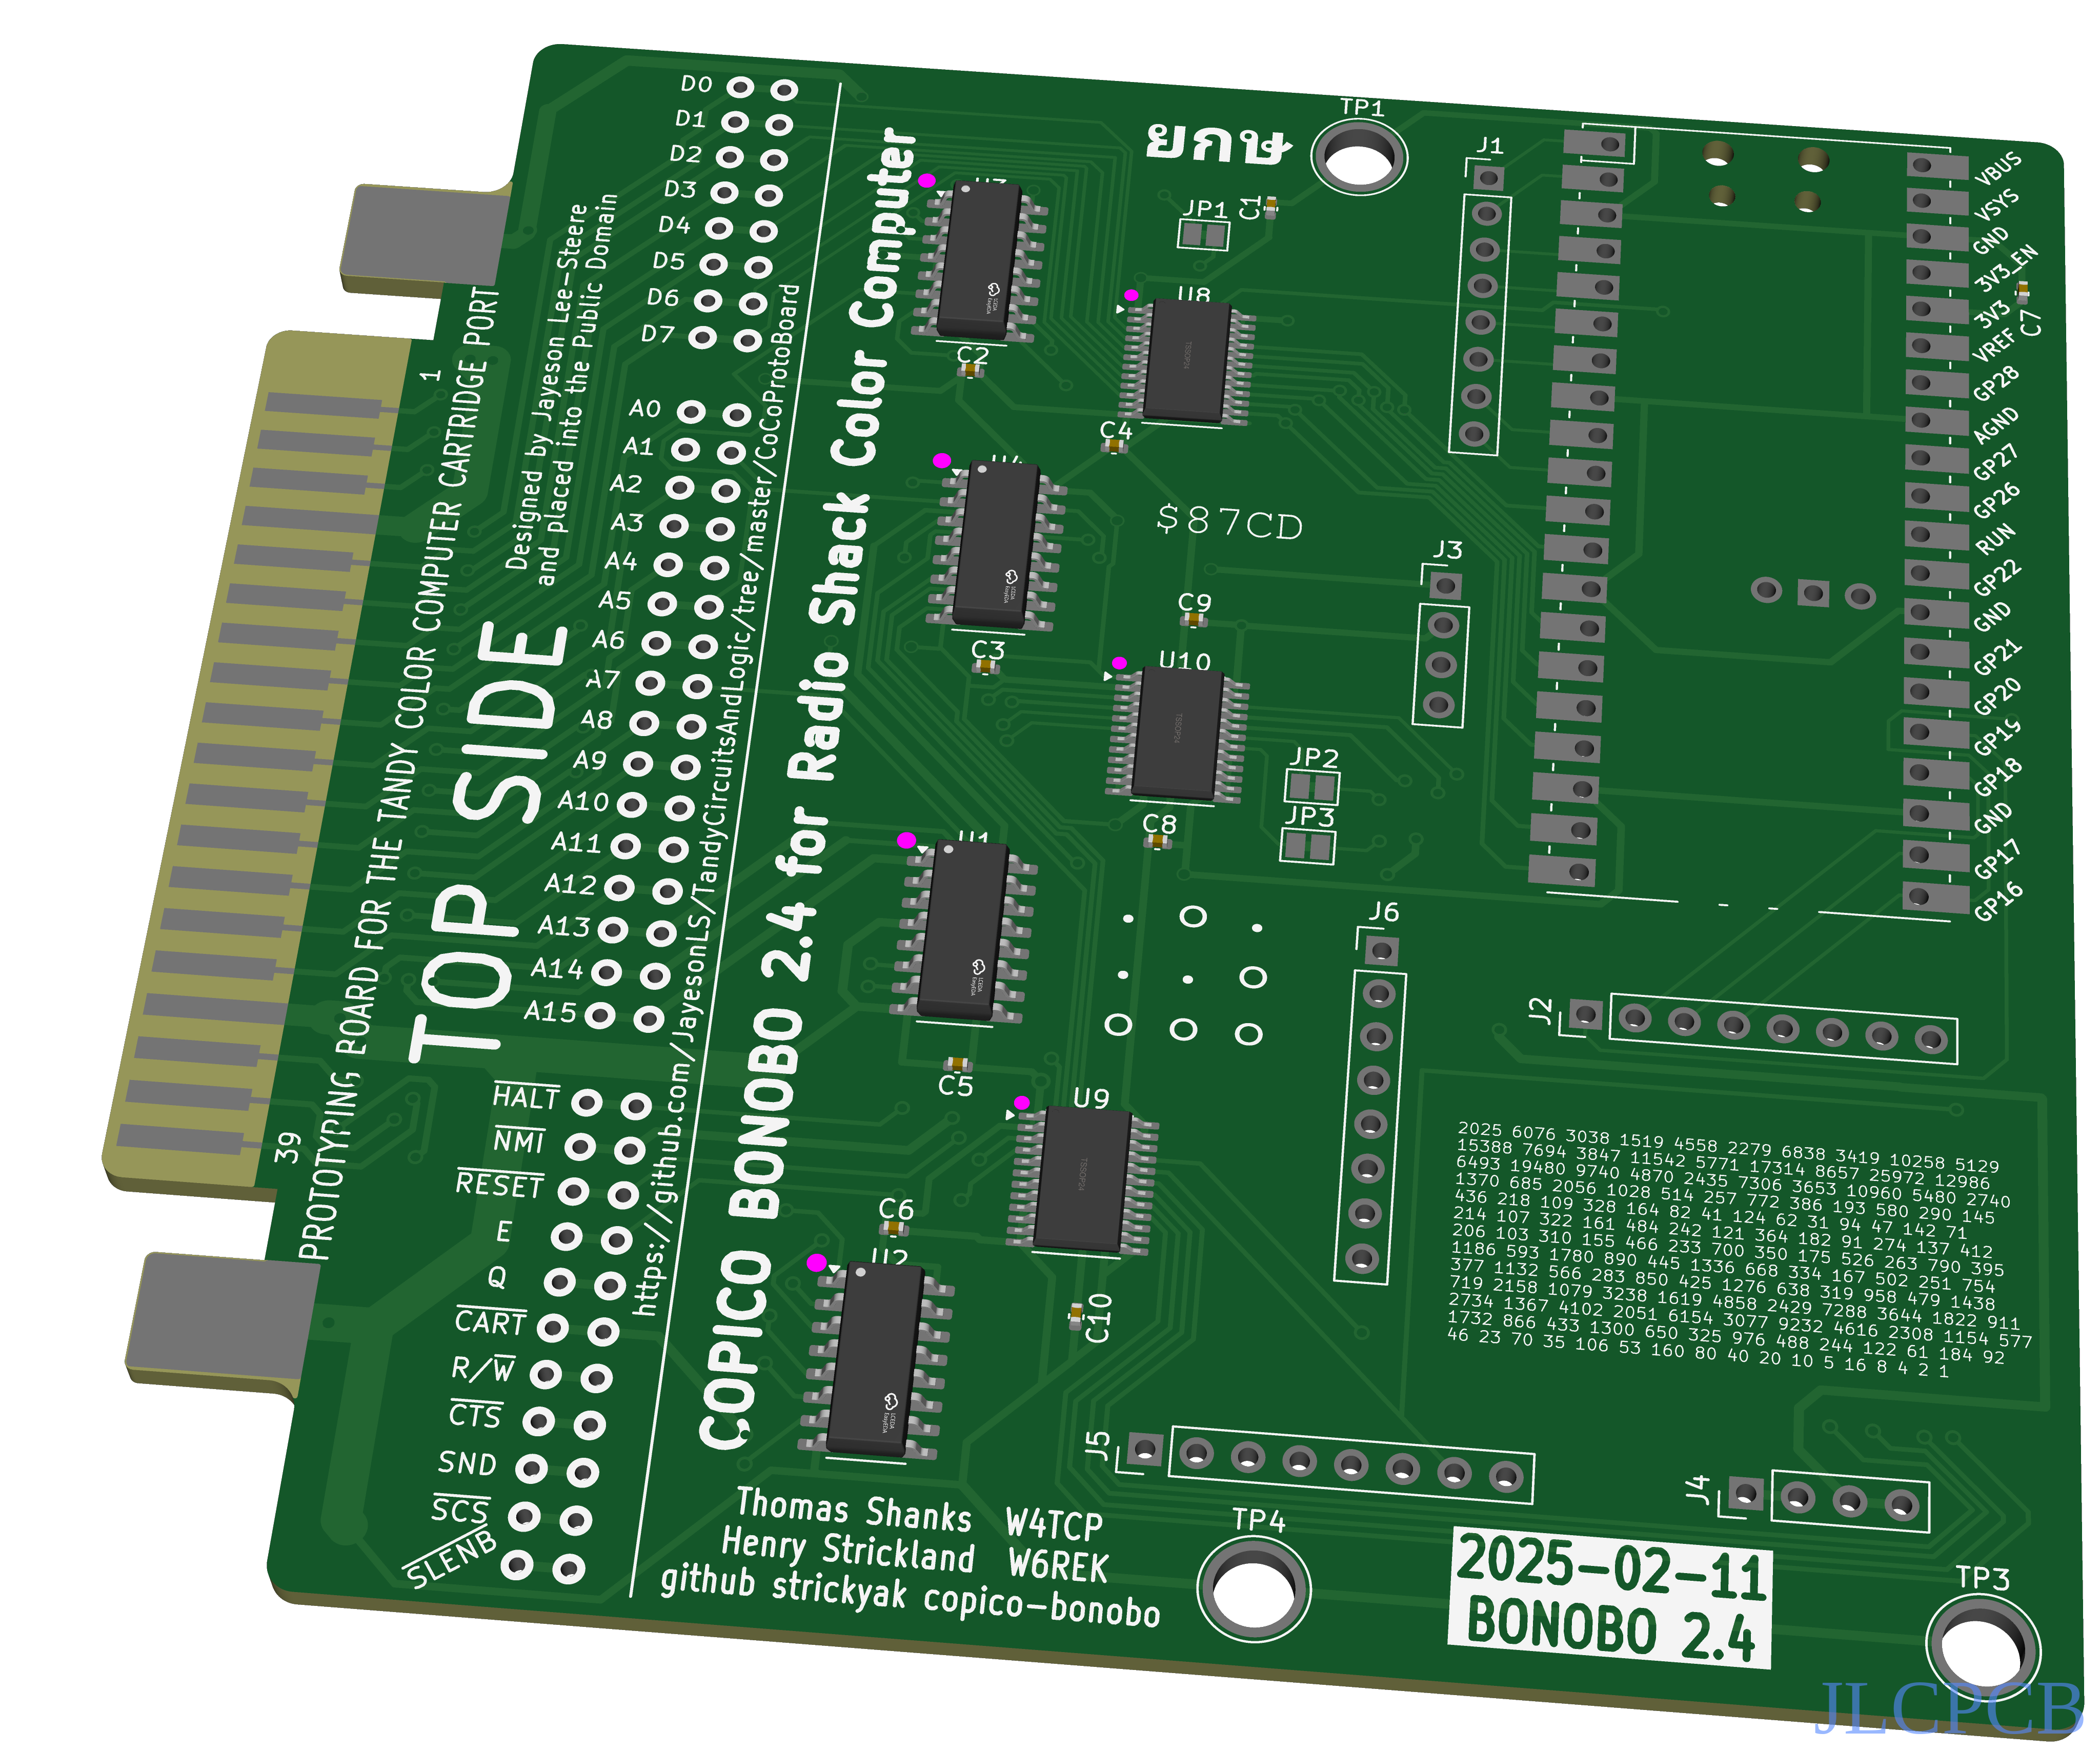 D0
D1
D2
D3
D4
D5
D6
D7
A0
A1
A2
A3
A4
A5
A6
A7
A8
A9
A10
A11
A12
A13
A14
A15
HALT
NMI
RESET
E
Q
CART
R/W
CTS
SND
SCS
SLENB
1
39
PROTOTYPING BOARD FOR THE TANDY COLOR COMPUTER CARTRIDGE PORT
TOP SIDE
Designed by Jayeson Lee-Steere
and placed into the Public Domain
https://github.com/JayesonLS/TandyCircuitsAndLogic/tree/master/CoCoProtoBoard
COPICO BONOBO 2.4 for Radio Shack Color Computer
ยกษ
TP1
J1
JP1
C1
U8
C2
C4
U4
$87CD
J3
C9
C3
U10
JP2
JP3
C8
U1
J6
J2
C5
U9
C6
U2
C10
J5
J4
TP4
TP3
C7
TSSOP24
TSSOP24
TSSOP24
LCEDA
EasyEDA
LCEDA
EasyEDA
LCEDA
EasyEDA
LCEDA
EasyEDA
VBUS
VSYS
GND
3V3_EN
3V3
VREF
GP28
AGND
GP27
GP26
RUN
GP22
GND
GP21
GP20
GP19
GP18
GND
GP17
GP16
2025 6076 3038 1519 4558 2279 6838 3419 10258 5129
15388 7694 3847 11542 5771 17314 8657 25972 12986
6493 19480 9740 4870 2435 7306 3653 10960 5480 2740
1370 685 2056 1028 514 257 772 386 193 580 290 145
436 218 109 328 164 82 41 124 62 31 94 47 142 71
214 107 322 161 484 242 121 364 182 91 274 137 412
206 103 310 155 466 233 700 350 175 526 263 790 395
1186 593 1780 890 445 1336 668 334 167 502 251 754
377 1132 566 283 850 425 1276 638 319 958 479 1438
719 2158 1079 3238 1619 4858 2429 7288 3644 1822 911
2734 1367 4102 2051 6154 3077 9232 4616 2308 1154 577
1732 866 433 1300 650 325 976 488 244 122 61 184 92
46 23 70 35 106 53 160 80 40 20 10 5 16 8 4 2 1
Thomas Shanks W4TCP
Henry Strickland W6REK
github strickyak copico-bonobo
2025-02-11
BONOBO 2.4
JLCPCB